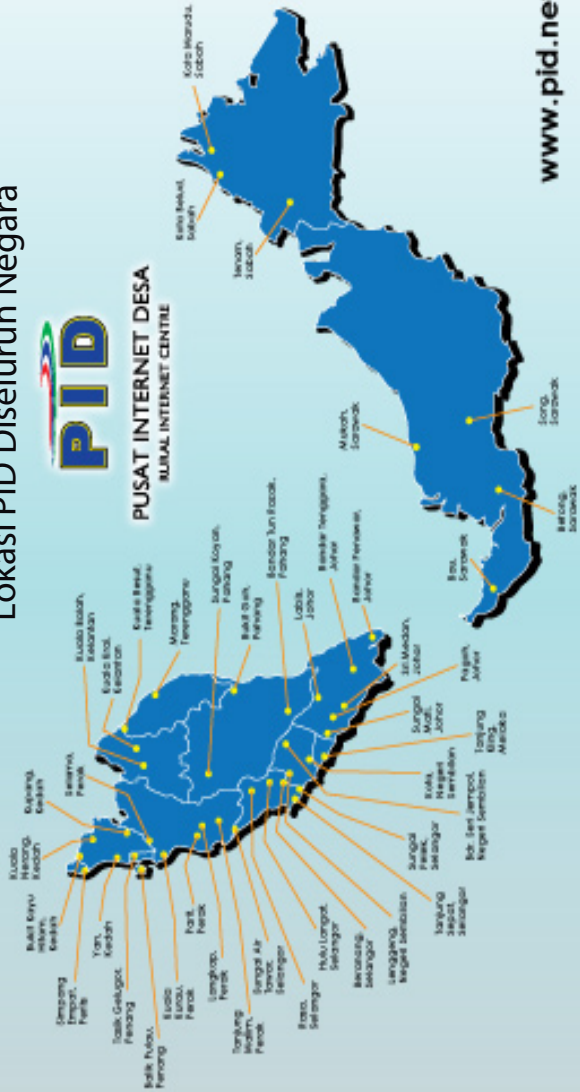 Lokasi PID Diseluruh Negara
PID
PUSAT INTERNET DESA
RURAL INTERNET CENTRE
Simpang
Empat,
Perlis
Bukit Kayu
Hitam,
Kedah
Kuala
Nerang,
Kedah
Kupang,
Kedah
Selama,
Perak
Kuala Krai,
Kelantan
Kuala Balah,
Kelantan
Kuala Besut,
Terengganu
Marang,
Terengganu
Sungai Koyan,
Pahang
Bukit Goh,
Pahang
Bandar Tun Razak,
Pahang
Labis,
Johor
Bandar Tenggara,
Johor
Bandar Penawar,
Johor
Yan,
Kedah
Tasik Gelugor,
Penang
Balik Pulau,
Penang
Kuala
Kurau,
Perak
Parit,
Perak
Langkap,
Perak
Tanjung
Malim,
Perak
Sungai Air
Tawar,
Selangor
Rasa,
Selangor
Hulu Langat,
Selangor
Beranang,
Selangor
Lenggeng,
Negeri Sembilan
Tanjung
Sepat,
Selangor
Sungai
Pelek,
Selangor
Bdr. Seri Jempol,
Negeri Sembilan
Kota,
Negeri
Sembilan
Tanjung
Kling,
Melaka
Sungai
Mati,
Johor
Pagoh,
Johor
Sri Medan,
Johor
Kota Marudu,
Sabah
Kota Belud,
Sabah
Tenom,
Sabah
Mukah,
Sarawak
Bau,
Sarawak
Song,
Sarawak
Betong,
Sarawak
www.pid.ne